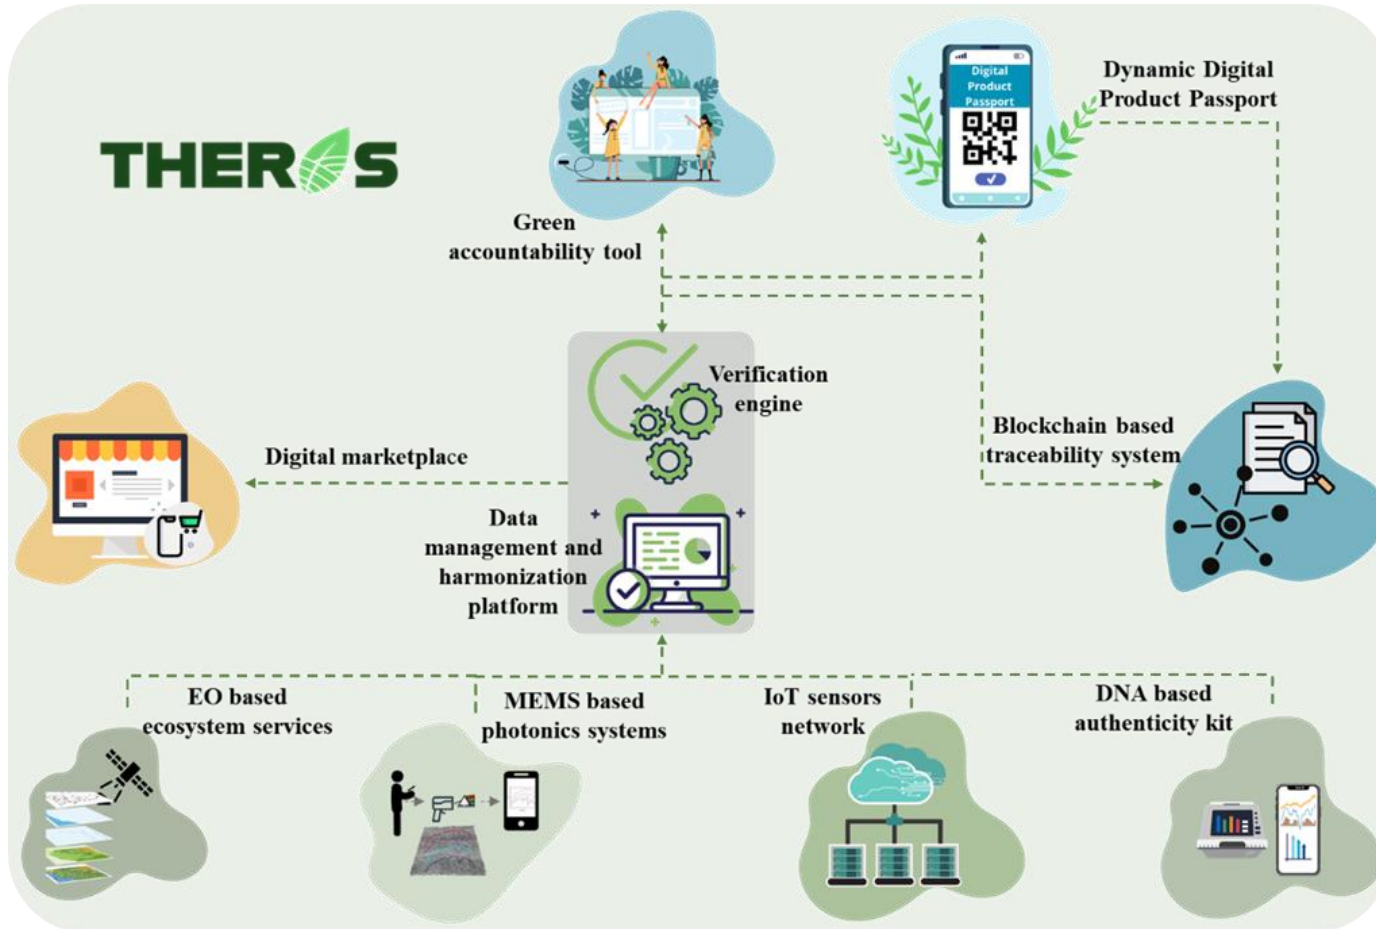 THEROS
Digital
Product
Passport
Dynamic Digital
Product Passport
Green
accountability tool
Verification
engine
Digital marketplace
Blockchain based
traceability system
Data
management and
harmonization
platform
EO based
ecosystem services
MEMS based
photonics systems
IoT sensors
network
DNA based
authenticity kit